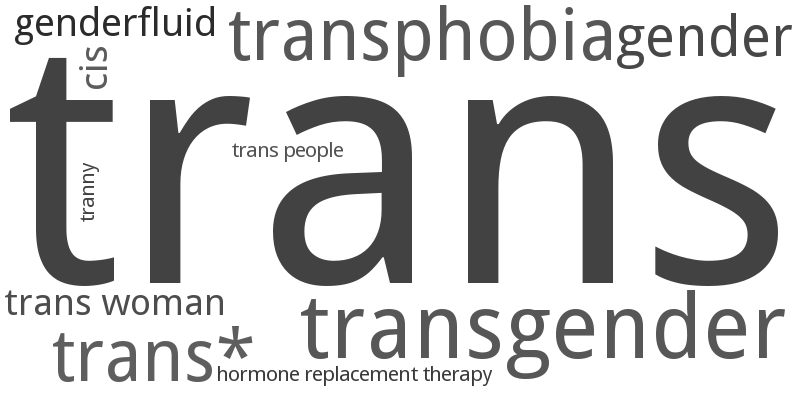 genderfluid
transphobia
gender
cis
trans
trans people
tranny
trans woman
transgender
trans*
hormone replacement therapy